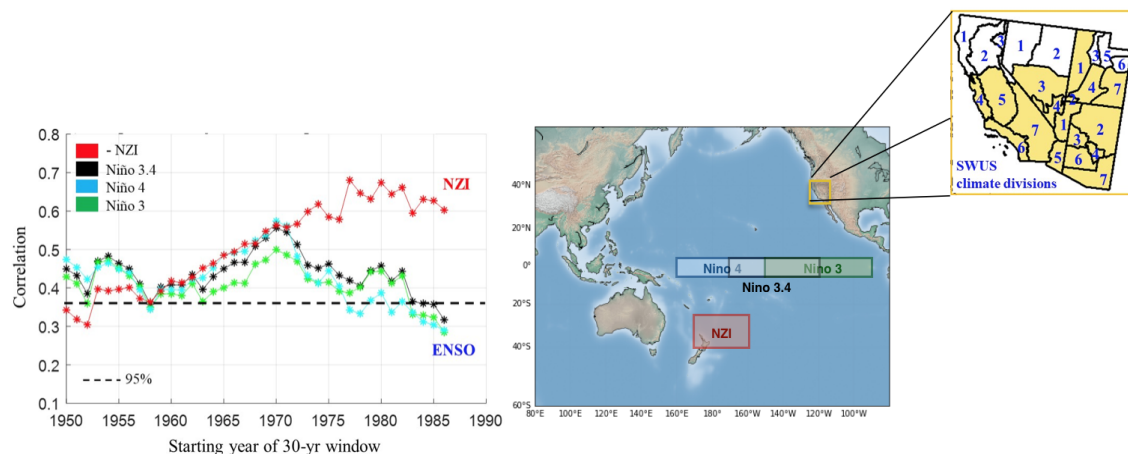 0.8
0.7
0.6
0.5
0.4
0.3
0.2
0.1
Correlation
- NZI
Niño 3.4
Niño 4
Niño 3
NZI
ENSO
95%
1950 1955 1960 1965 1970 1975 1980 1985 1990
Starting year of 30-yr window
40°N
20°N
0°
20°S
40°S
60°S
80°E 100°E 120°E 140°E 160°E 180° 160°W 140°W 120°W 100°W
Nino 4
Nino 3
Nino 3.4
NZI
1 2 3 1 2 1 3 5 6
4 5 3 4 2 4 7
7 1 3 2
6 5 6 4 7
SWUS
climate divisions